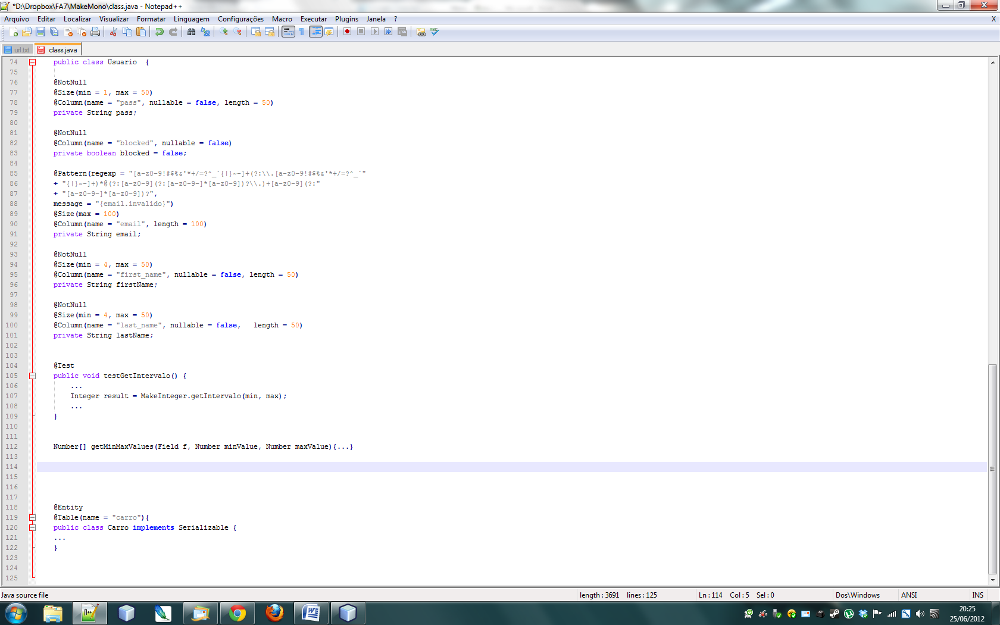 *D:\Dropbox\FA7\MakeMono\class.java - Notepad++
Arquivo Editar Localizar Visualizar Formatar Linguagem Configurações Macro Executar Plugins Janela ? X
url.txt class.java
74 public class Usuario {
75
76 @NotNull
77 @Size(min = 1, max = 50)
78 @Column(name = "pass", nullable = false, length = 50)
79 private String pass;
80
81 @NotNull
82 @Column(name = "blocked", nullable = false)
83 private boolean blocked = false;
84
85 @Pattern(regexp = "[a-z0-9!#$%&'*+/=?^_`{|}~-]+(?:\\.[a-z0-9!#$%&'*+/=?^_`"
86 + "{|}~-]+)*@(?:[a-z0-9](?:[a-z0-9-]*[a-z0-9])?\\.)+[a-z0-9](?:"
87 + "[a-z0-9-]*[a-z0-9])?",
88 message = "{email.invalido}")
89 @Size(max = 100)
90 @Column(name = "email", length = 100)
91 private String email;
92
93 @NotNull
94 @Size(min = 4, max = 50)
95 @Column(name = "first_name", nullable = false, length = 50)
96 private String firstName;
97
98 @NotNull
99 @Size(min = 4, max = 50)
100 @Column(name = "last_name", nullable = false,   length = 50)
101 private String lastName;
102
103
104 @Test
105 public void testGetIntervalo() {
106 ...
107 Integer result = MakeInteger.getIntervalo(min, max);
108 ...
109 }
110
111
112 Number[] getMinMaxValues(Field f, Number minValue, Number maxValue){...}
113
114
115
116
117
118 @Entity
119 @Table(name = "carro"){
120 public class Carro implements Serializable {
121 ...
122 }
123
124
125
Java source file length : 3691 lines : 125 Ln : 114 Col : 5 Sel : 0 Dos\Windows ANSI INS
20:25
25/06/2012